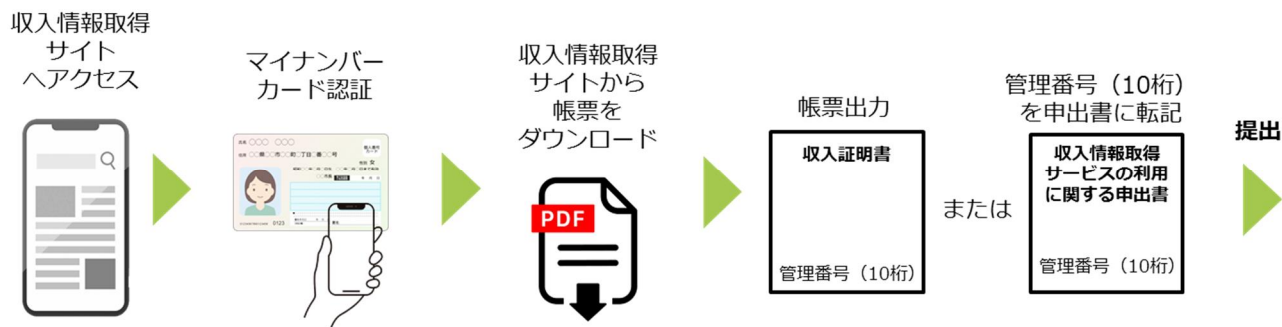 収入情報取得
サイト
へアクセス
マイナンバー
カード認証
0123
収入情報取得
サイトから
帳票を
ダウンロード
PDF
帳票出力
収入証明書
管理番号（10桁）
または
管理番号（10桁）
を申出書に転記
収入情報取得
サービスの利用
に関する申出書
管理番号（10桁）
提出